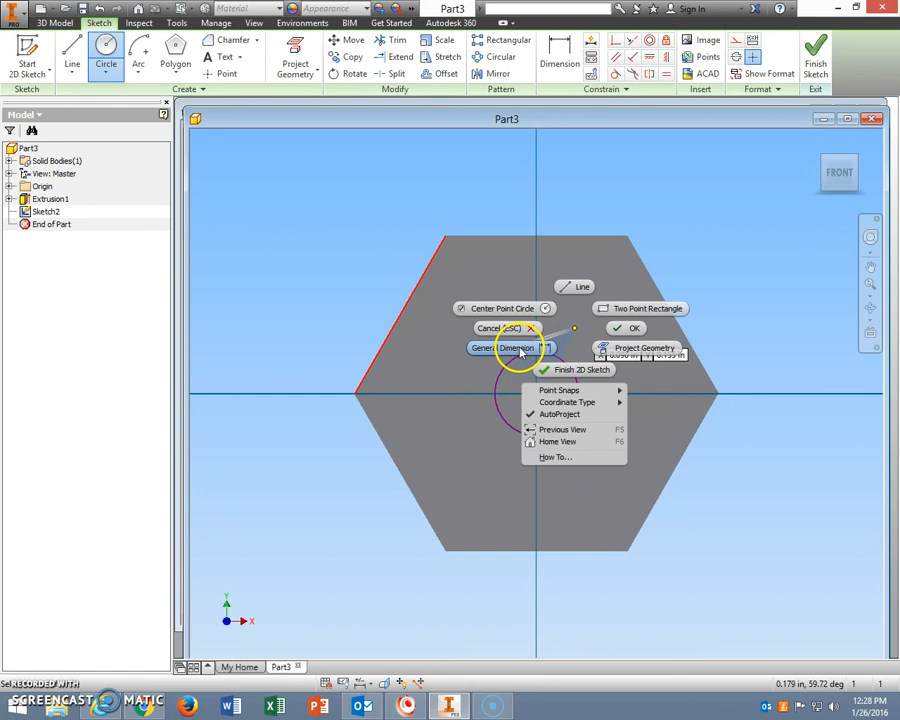 Material Appearance Part3 Sign In
PRO 3D Model Sketch Inspect Tools Manage View Environments BIM Get Started Autodesk 360
Start 2D Sketch Line Circle Arc Polygon Chamfer Text Point Project Geometry Move Copy Rotate Trim Extend Split Scale Stretch Offset Rectangular Circular Mirror Dimension Image Points ACAD Show Format Finish Sketch
Sketch Create Modify Pattern Constrain Insert Format Exit
Model
Part3
Solid Bodies(1)
View: Master
Origin
Extrusion1
Sketch2
End of Part
Part3
FRONT
Line
Center Point Circle Two Point Rectangle
Cancel (ESC) OK
General Dimension Project Geometry
Finish 2D Sketch
Point Snaps
Coordinate Type
AutoProject
Previous View F5
Home View F6
How To...
Y
X
My Home Part3
0.179 in, 59.72 deg 1 1
RECORDED WITH
SCREENCAST MATIC
12:28 PM
1/26/2016